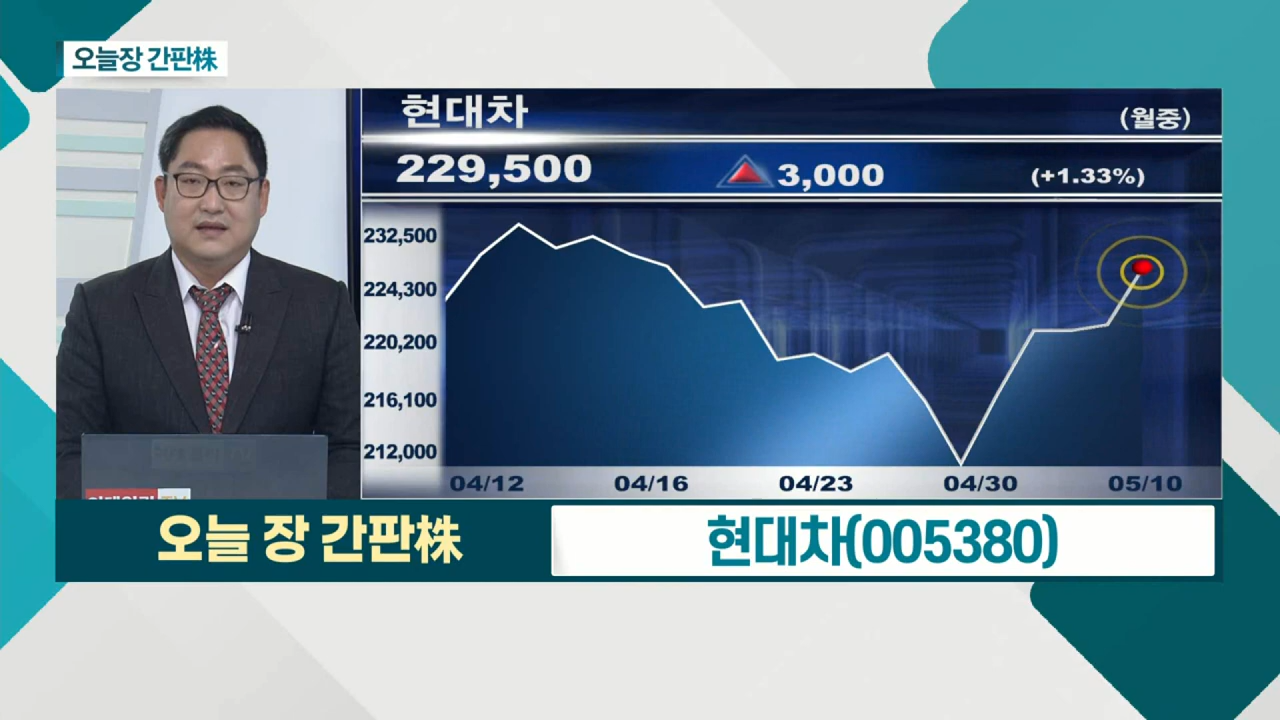 오늘장 간판株
현대차
(월중)
229,500
3,000
(+1.33%)
232,500
224,300
220,200
216,100
212,000
04/12
04/16
04/23
04/30
05/10
오늘 장 간판株
현대차(005380)